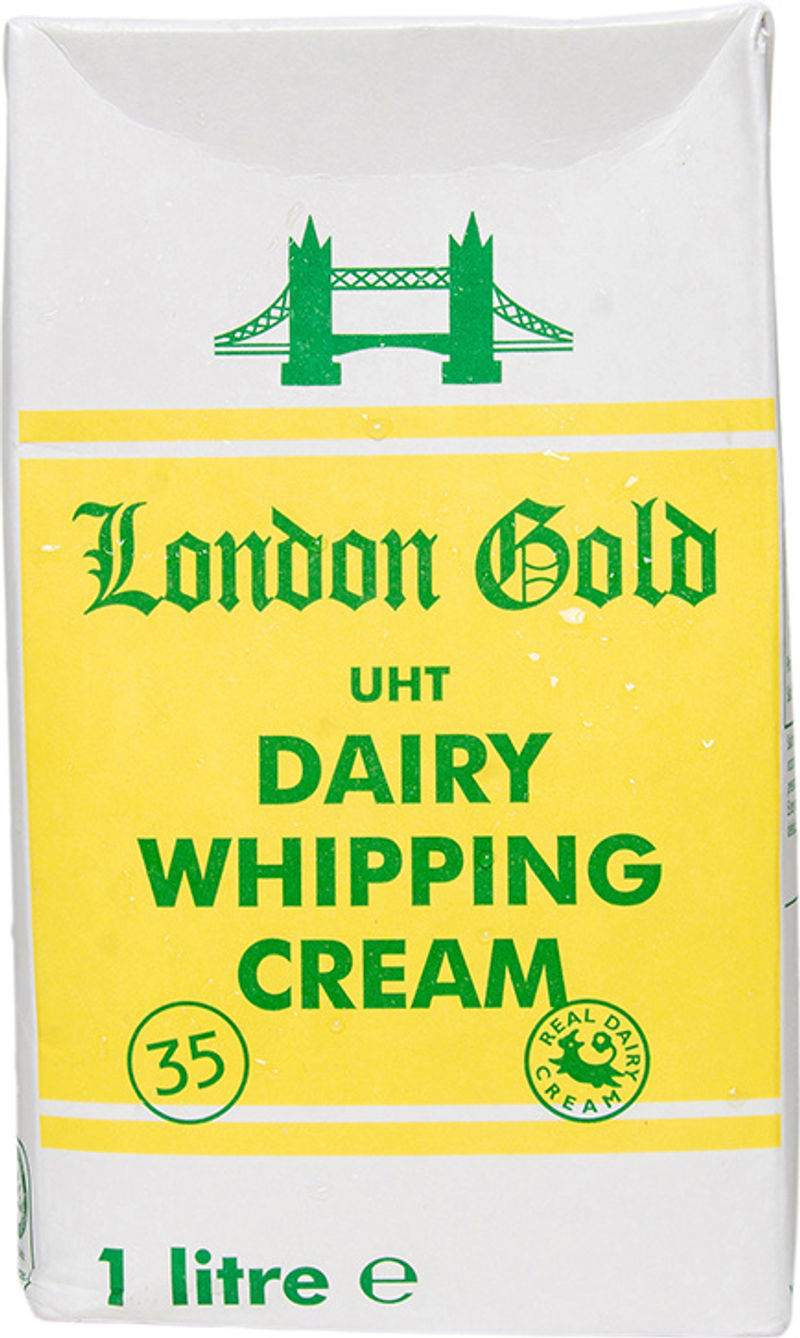 London Gold
UHT
DAIRY
WHIPPING
CREAM
35
REAL DAIRY
CREAM
1 litre ℮